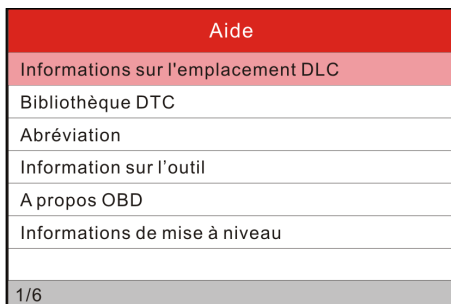 Aide
Informations sur l'emplacement DLC
Bibliothèque DTC
Abréviation
Information sur l’outil
A propos OBD
Informations de mise à niveau
1/6